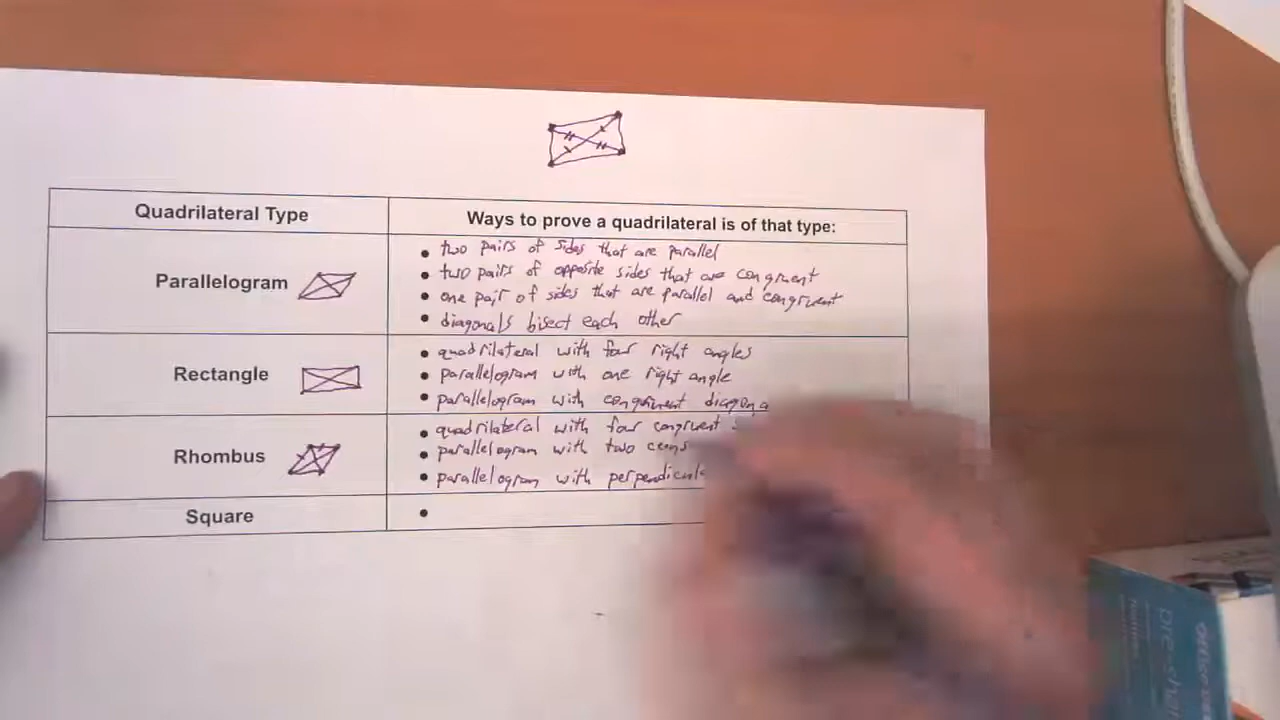 Quadrilateral Type
Ways to prove a quadrilateral is of that type:
Parallelogram
• two pairs of sides that are parallel
• two pairs of opposite sides that are congruent
• one pair of sides that are parallel and congruent
• diagonals bisect each other
Rectangle
• quadrilateral with four right angles
• parallelogram with one right angle
• parallelogram with congruent
Rhombus
• quadrilateral with four congruent
• parallelogram with two
• parallelogram with
Square
•